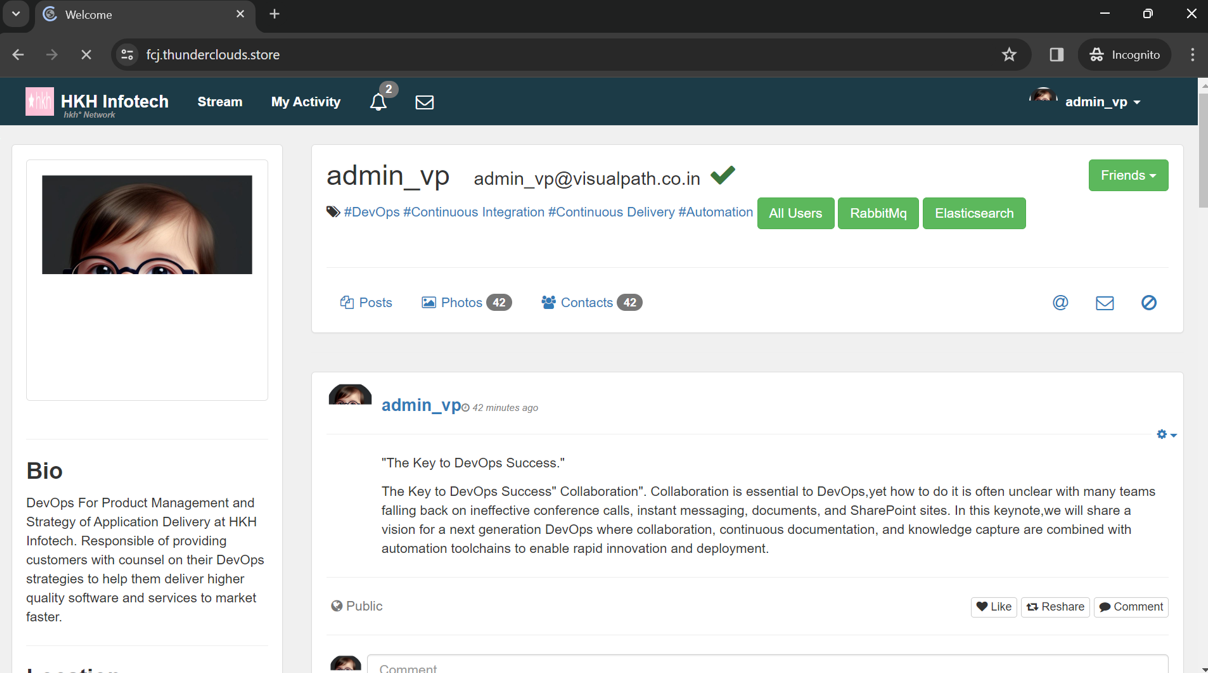 Welcome
fcj.thunderclouds.store
Incognito
hkh
HKH Infotech
hkh* Network
Stream
My Activity
2
admin_vp
admin_vp admin_vp@visualpath.co.in
Friends
#DevOps #Continuous Integration #Continuous Delivery #Automation All Users RabbitMq Elasticsearch
Posts Photos 42 Contacts 42
@
Bio
DevOps For Product Management and
Strategy of Application Delivery at HKH
Infotech. Responsible of providing
customers with counsel on their DevOps
strategies to help them deliver higher
quality software and services to market
faster.
Location
admin_vp 42 minutes ago
"The Key to DevOps Success."
The Key to DevOps Success" Collaboration". Collaboration is essential to DevOps,yet how to do it is often unclear with many teams
falling back on ineffective conference calls, instant messaging, documents, and SharePoint sites. In this keynote,we will share a
vision for a next generation DevOps where collaboration, continuous documentation, and knowledge capture are combined with
automation toolchains to enable rapid innovation and deployment.
Public
Like Reshare Comment
Comment